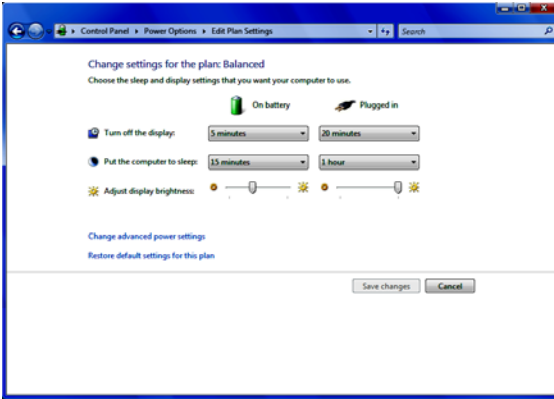 Control Panel ▸ Power Options ▸ Edit Plan Settings
Search
Change settings for the plan: Balanced
Choose the sleep and display settings that you want your computer to use.
On battery Plugged in
Turn off the display: 5 minutes 20 minutes
Put the computer to sleep: 15 minutes 1 hour
Adjust display brightness:
Change advanced power settings
Restore default settings for this plan
Save changes Cancel